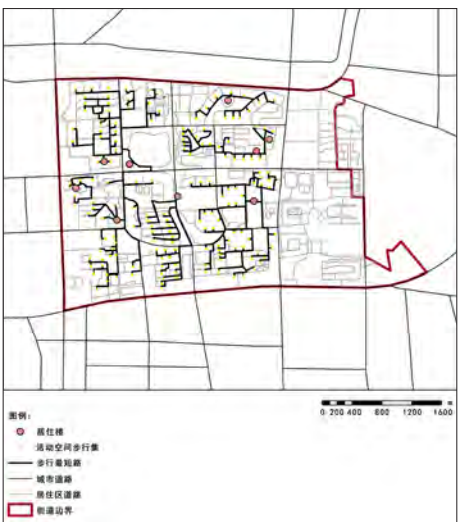 0 200 400 800 1200 1600 m
图例:
居住楼
活动空间步行集
步行最短路
城市道路
居住区道路
街道边界